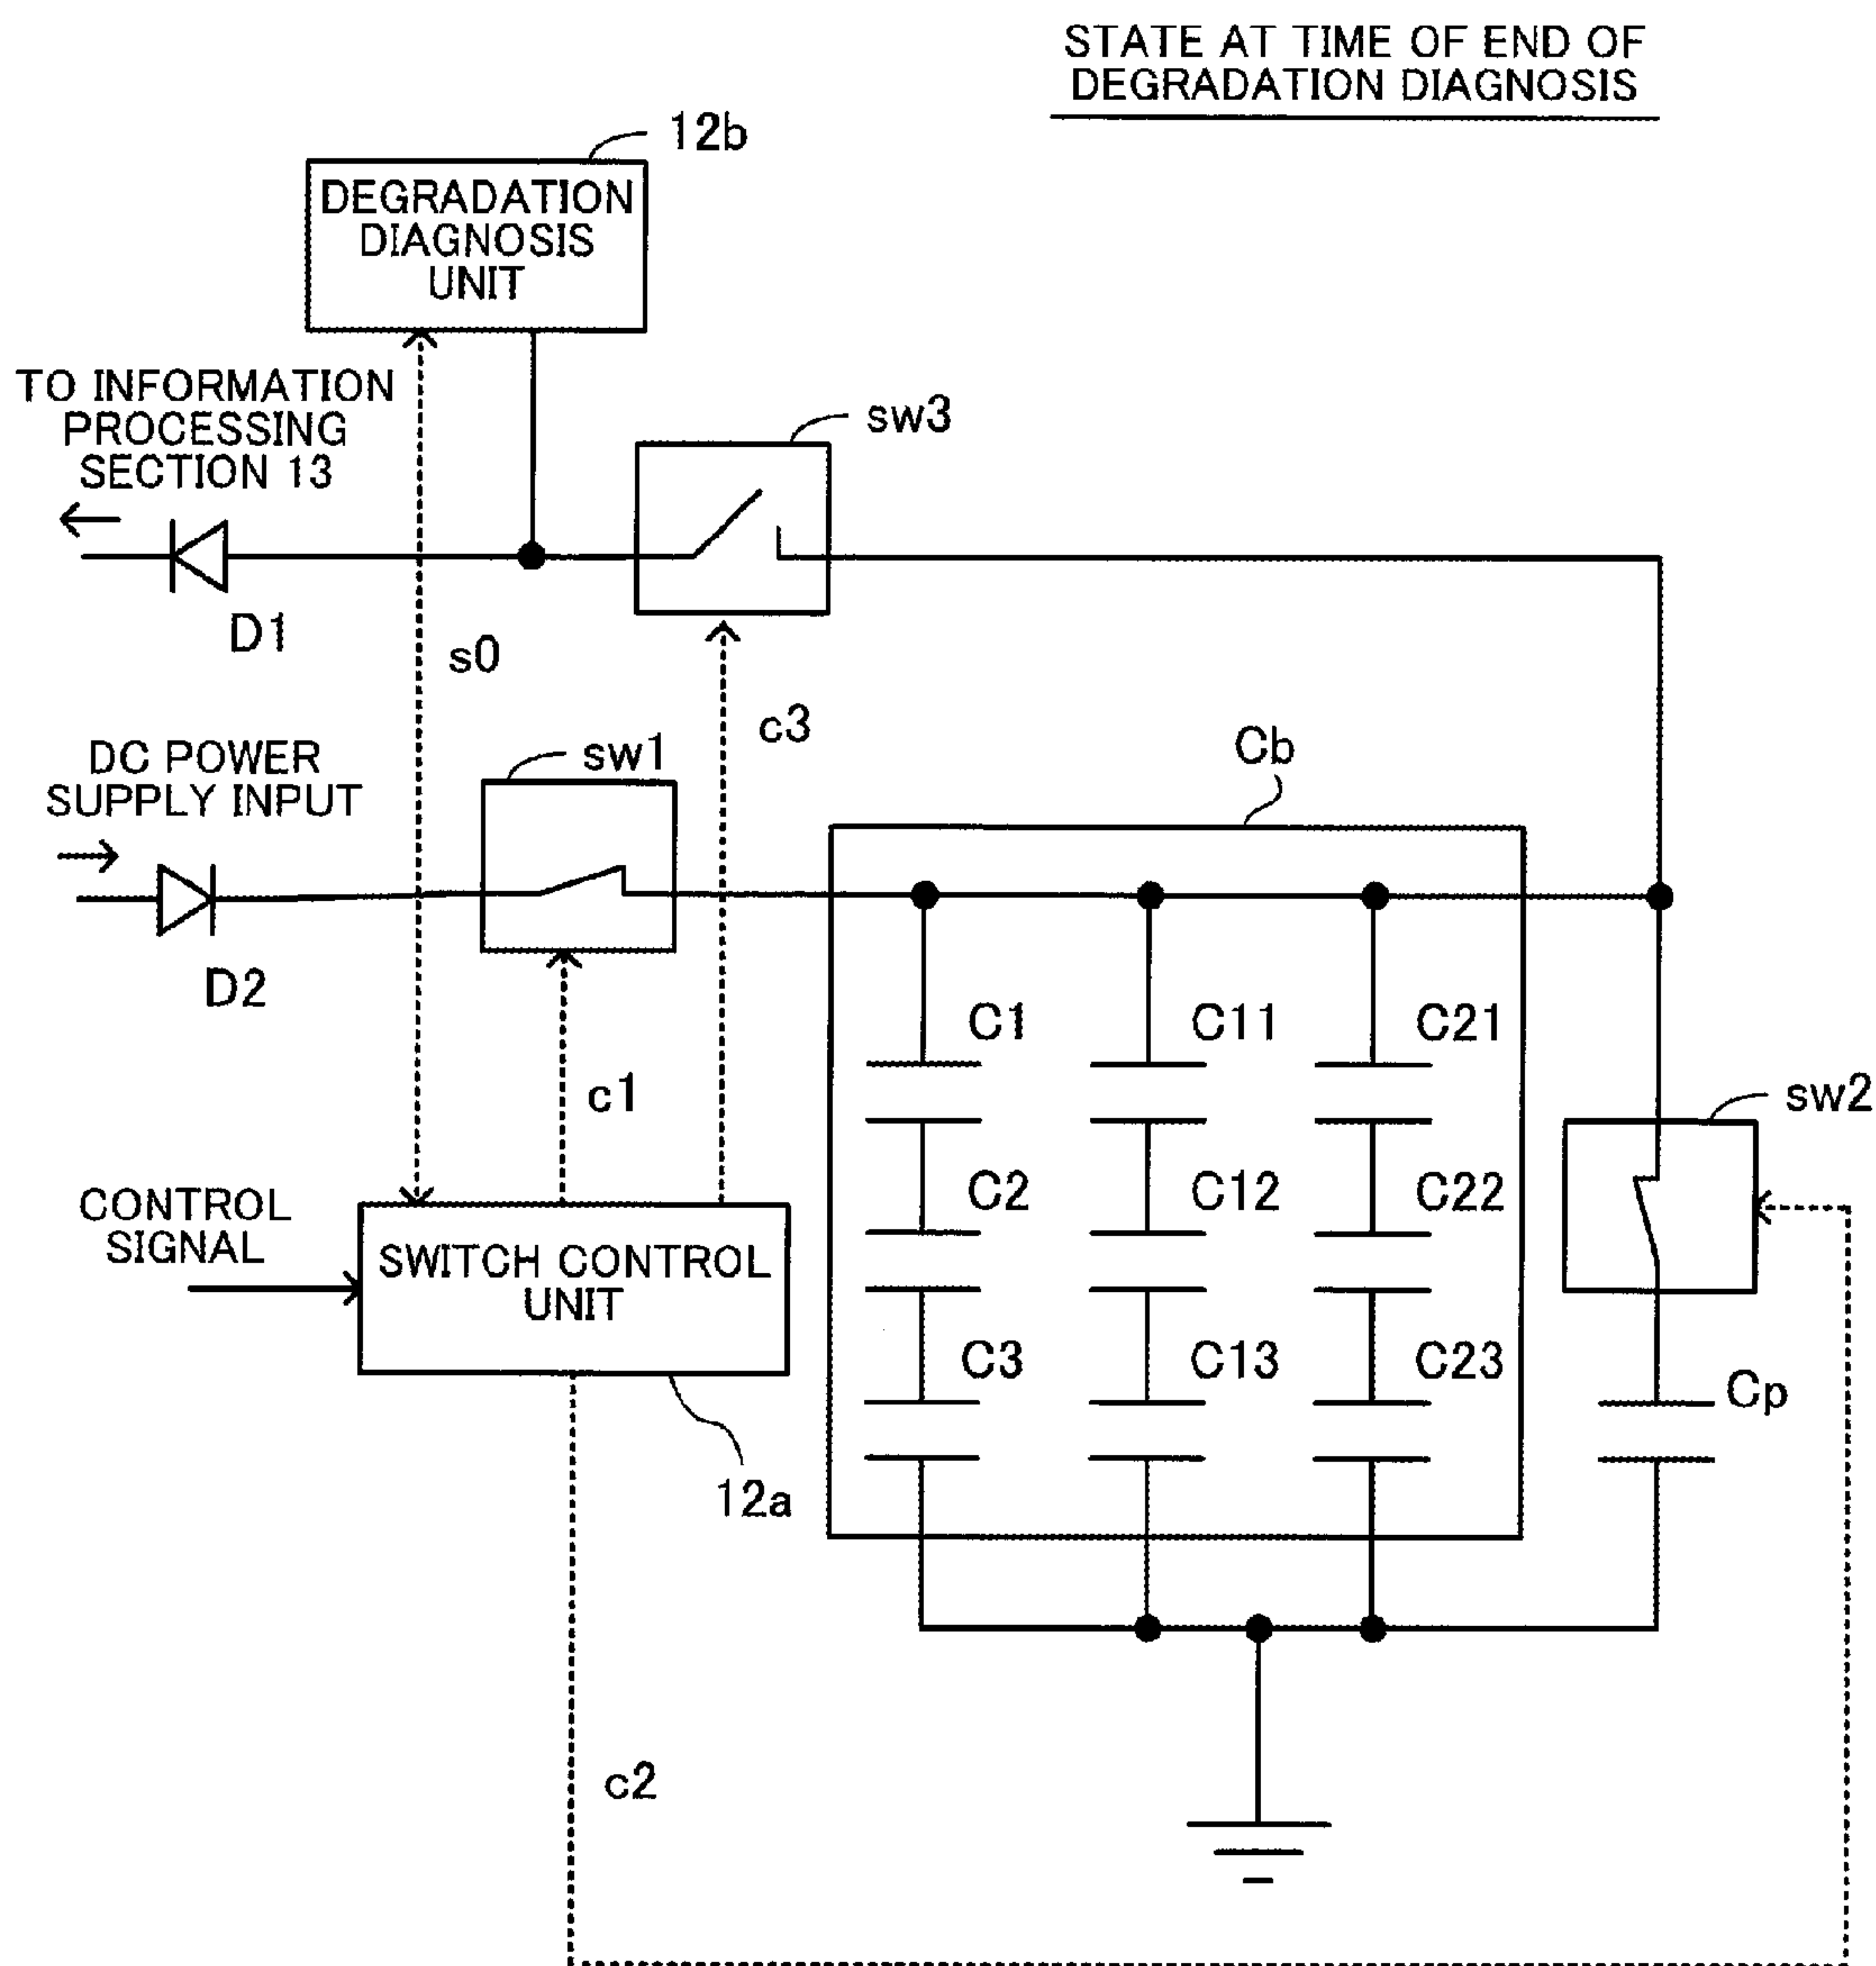 STATE AT TIME OF END OF
DEGRADATION DIAGNOSIS
12b
DEGRADATION
DIAGNOSIS
UNIT
TO INFORMATION
PROCESSING
SECTION 13
sw3
D1
s0
c3
DC POWER
SUPPLY INPUT
sw1
Cb
D2
C1
C11
C21
c1
sw2
C2
C12
C22
CONTROL
SIGNAL
SWITCH CONTROL
UNIT
C3
C13
C23
Cp
12a
c2